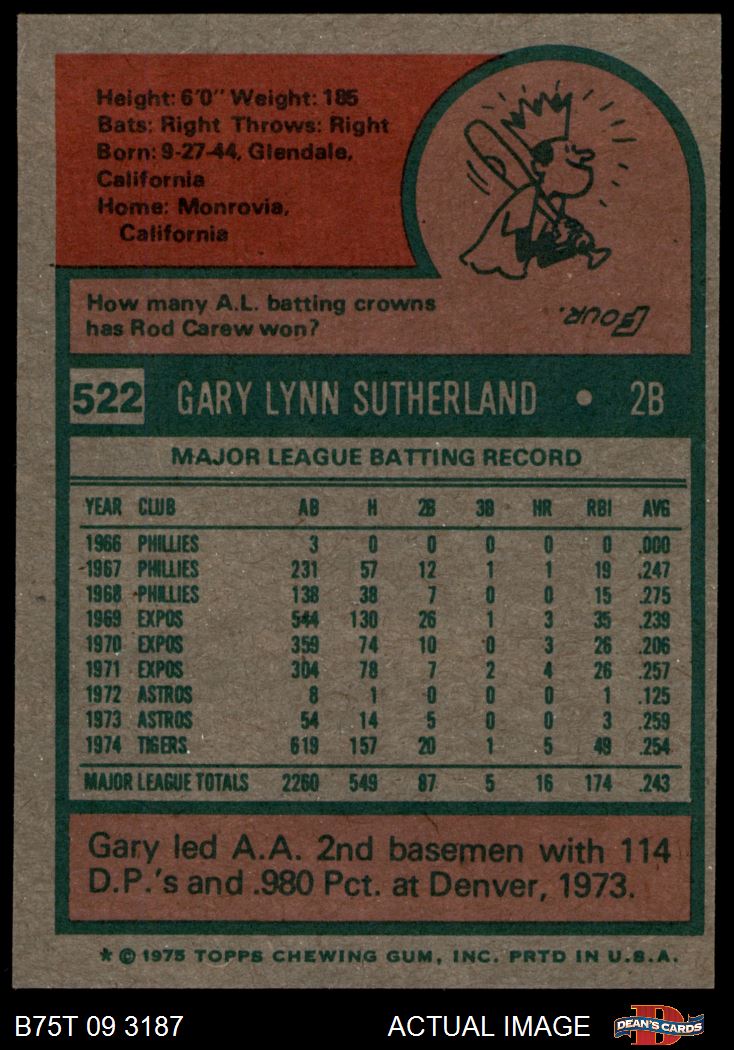 Height: 6'0" Weight: 185
Bats: Right Throws: Right
Born: 9-27-44, Glendale,
California
Home: Monrovia,
California
How many A.L. batting crowns
has Rod Carew won?
FOUR.
522 GARY LYNN SUTHERLAND • 2B
MAJOR LEAGUE BATTING RECORD
YEAR CLUB AB H 2B 3B HR RBI AVG
1966 PHILLIES 3 0 0 0 0 0 .000
1967 PHILLIES 231 57 12 1 1 19 .247
1968 PHILLIES 138 38 7 0 0 15 .275
1969 EXPOS 544 130 26 1 3 35 .239
1970 EXPOS 359 74 10 0 3 26 .206
1971 EXPOS 304 78 7 2 4 26 .257
1972 ASTROS 8 1 0 0 0 1 .125
1973 ASTROS 54 14 5 0 0 3 .259
1974 TIGERS 619 157 20 1 5 49 .254
MAJOR LEAGUE TOTALS 2260 549 87 5 16 174 .243
Gary led A.A. 2nd basemen with 114
D.P.'s and .980 Pct. at Denver, 1973.
* © 1975 TOPPS CHEWING GUM, INC. PRTD IN U.S.A.
B75T 09 3187 ACTUAL IMAGE D DEAN'S CARDS